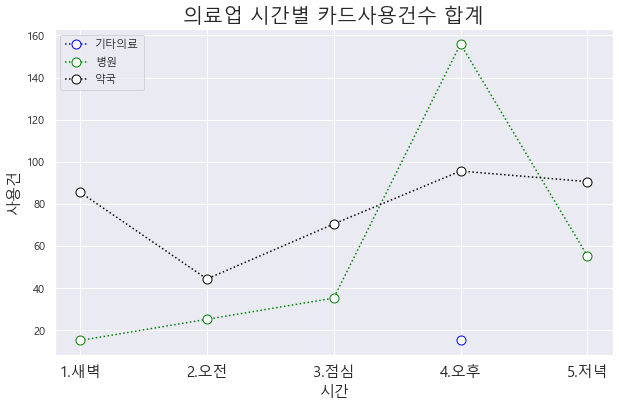 의료업 시간별 카드사용건수 합계
기타의료
병원
약국
160
140
120
100
80
60
40
20
사용건
1.새벽
2.오전
3.점심
4.오후
5.저녁
시간